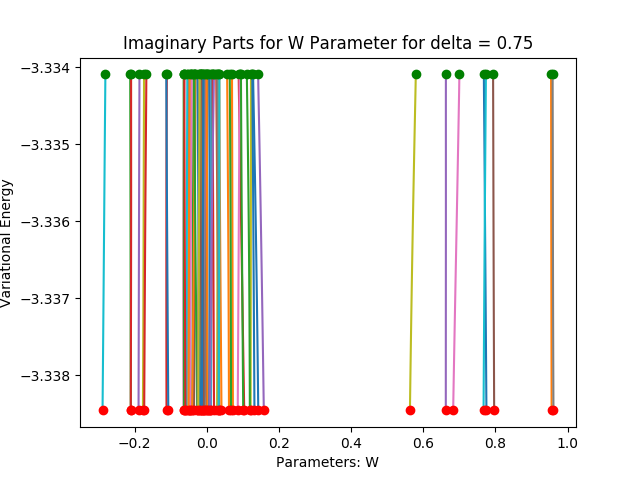 Imaginary Parts for W Parameter for delta = 0.75
Variational Energy
−3.334
−3.335
−3.336
−3.337
−3.338
−0.2 0.0 0.2 0.4 0.6 0.8 1.0
Parameters: W